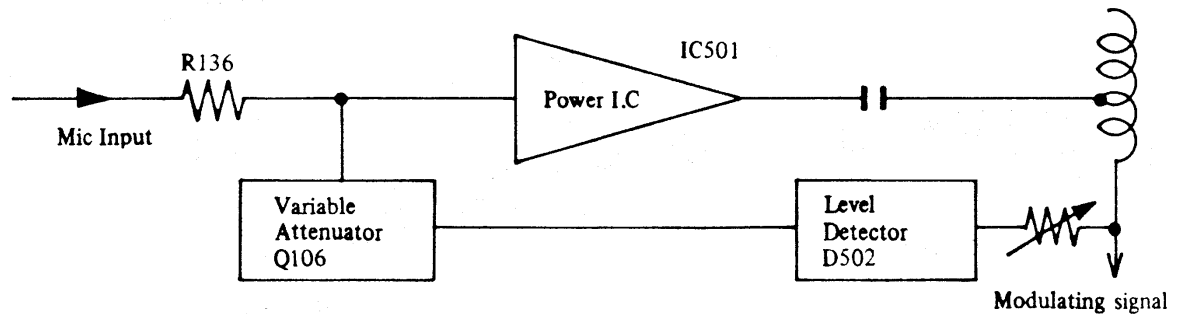 R136
IC501
Power I.C
Mic Input
Variable
Attenuator
Q106
Level
Detector
D502
Modulating signal